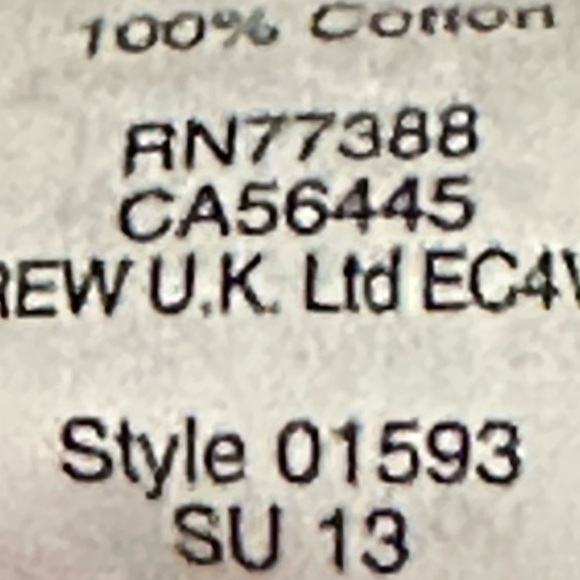 100% Cotton
RN77388
CA56445
REW U.K. Ltd EC4V
Style 01593
SU 13